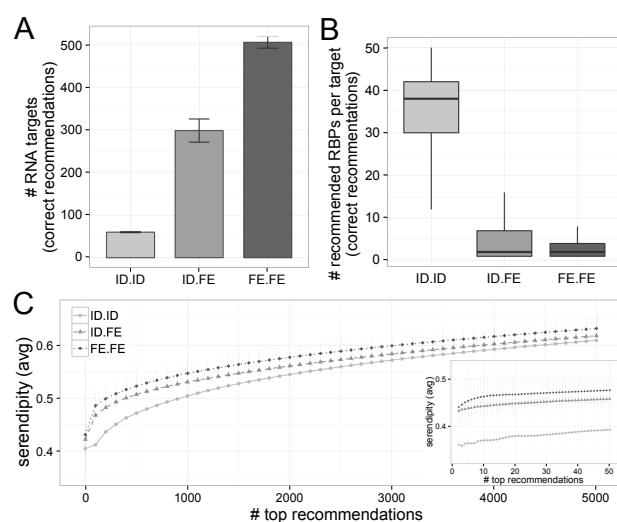 A
# RNA targets
(correct recommendations)
500
300
100
50
0
ID.ID
ID.FE
FE.FE
B
# recommended RBPs per target
(correct recommentations)
50
40
30
20
10
0
ID.ID
ID.FE
FE.FE
C
ID.ID
ID.FE
FE.FE
serendipity (avg)
0.6
0.5
0.4
0
1000
2000
3000
4000
5000
# top recommendations
serendipity (avg)
0.5
0.4
0
10
20
30
40
50
# top recommendations